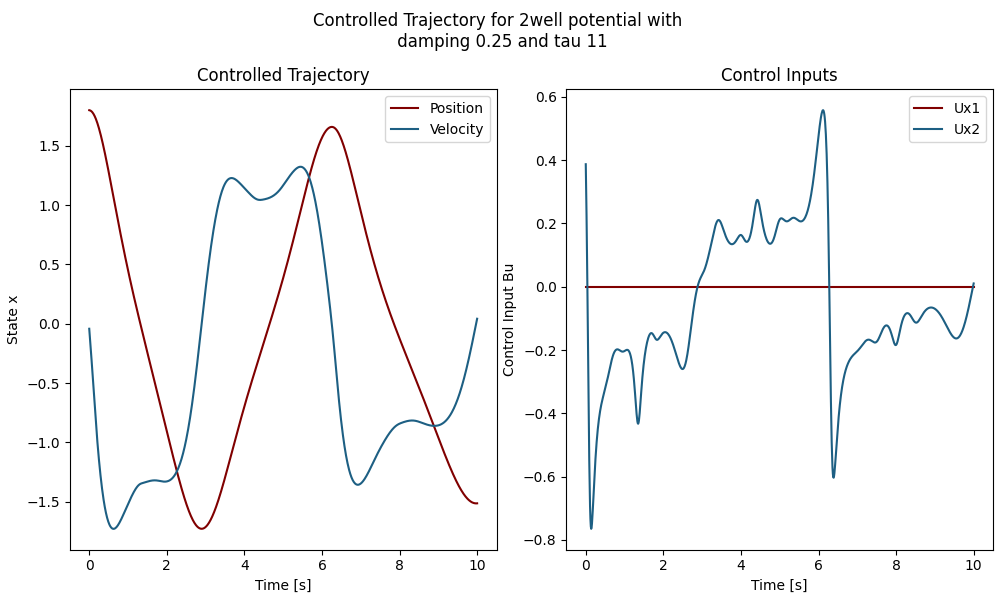 Controlled Trajectory for 2well potential with
damping 0.25 and tau 11
Controlled Trajectory
Position
Velocity
State x
1.5
1.0
0.5
0.0
−0.5
−1.0
−1.5
0 2 4 6 8 10
Time [s]
Control Inputs
Ux1
Ux2
Control Input Bu
0.6
0.4
0.2
0.0
−0.2
−0.4
−0.6
−0.8
0 2 4 6 8 10
Time [s]